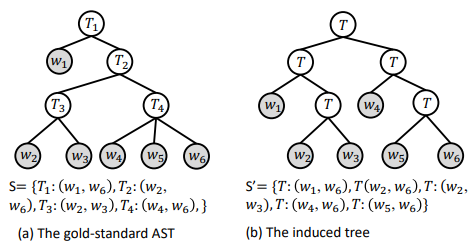 T1
T
w1 T2
T T
T3 T4
w1 T w4 T
w2 w3 w4 w5 w6
w2 w3 w5 w6
S= {T1: (w1, w6), T2: (w2,
w6), T3: (w2, w3), T4: (w4, w6), }
(a) The gold-standard AST
S'= {T: (w1, w6), T(w2, w6), T: (w2,
w3), T: (w4, w6), T: (w5, w6)}
(b) The induced tree